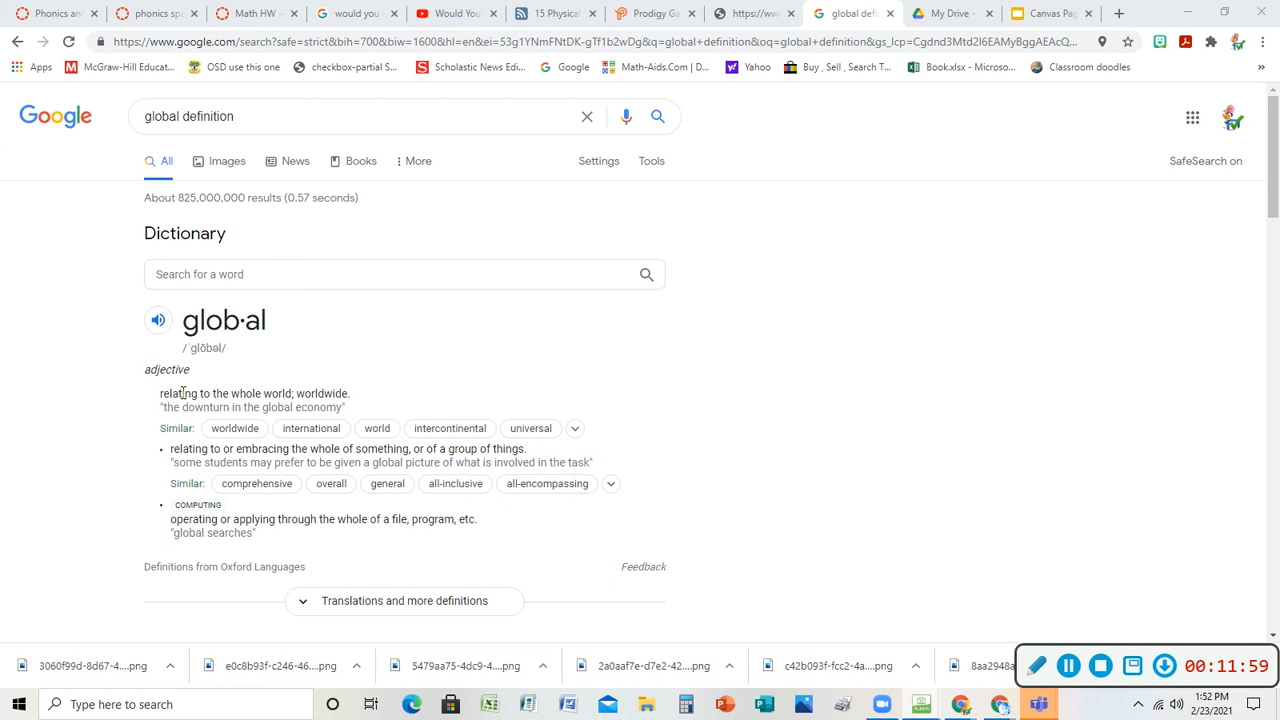 Phonics an
phonics sp
Math HW -
would you
Would You
15 Physical
Prodigy Ga
https://ww
global defin
My Drive -
Canvas Pag
https://www.google.com/search?safe=strict&bih=700&biw=1600&hl=en&ei=53g1YNmFNtDK-gTf1b2wDg&q=global+definition&oq=global+definition&gs_lcp=Cgdnd3Mtd2l6EAMyBggAEAcQ...
Apps
McGraw-Hill Educat...
OSD use this one
checkbox-partial S...
Scholastic News Edi...
Google
Math-Aids.Com | D...
Yahoo
Buy , Sell , Search T...
Book.xlsx - Microso...
Classroom doodles
»
Google
global definition
All
Images
News
Books
More
Settings
Tools
SafeSearch on
About 825,000,000 results (0.57 seconds)
Dictionary
Search for a word
glob·al
/ˈɡlōbəl/
adjective
relating to the whole world; worldwide.
"the downturn in the global economy"
Similar: worldwide international world intercontinental universal
• relating to or embracing the whole of something, or of a group of things.
"some students may prefer to be given a global picture of what is involved in the task"
Similar: comprehensive overall general all-inclusive all-encompassing
• COMPUTING
operating or applying through the whole of a file, program, etc.
"global searches"
Definitions from Oxford Languages
Feedback
Translations and more definitions
3060f99d-8d67-4....png
e0c8b93f-c246-46....png
5479aa75-4dc9-4....png
2a0aaf7e-d7e2-42....png
c42b093f-fcc2-4a....png
8aa2948a
00:11:59
Type here to search
1:52 PM
2/23/2021